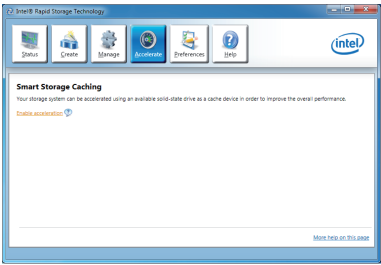 Intel® Rapid Storage Technology
Status
Create
Manage
Accelerate
Preferences
Help
intel
Smart Storage Caching
Your storage system can be accelerated using an available solid-state drive as a cache device in order to improve the overall performance.
Enable acceleration ?
More help on this page